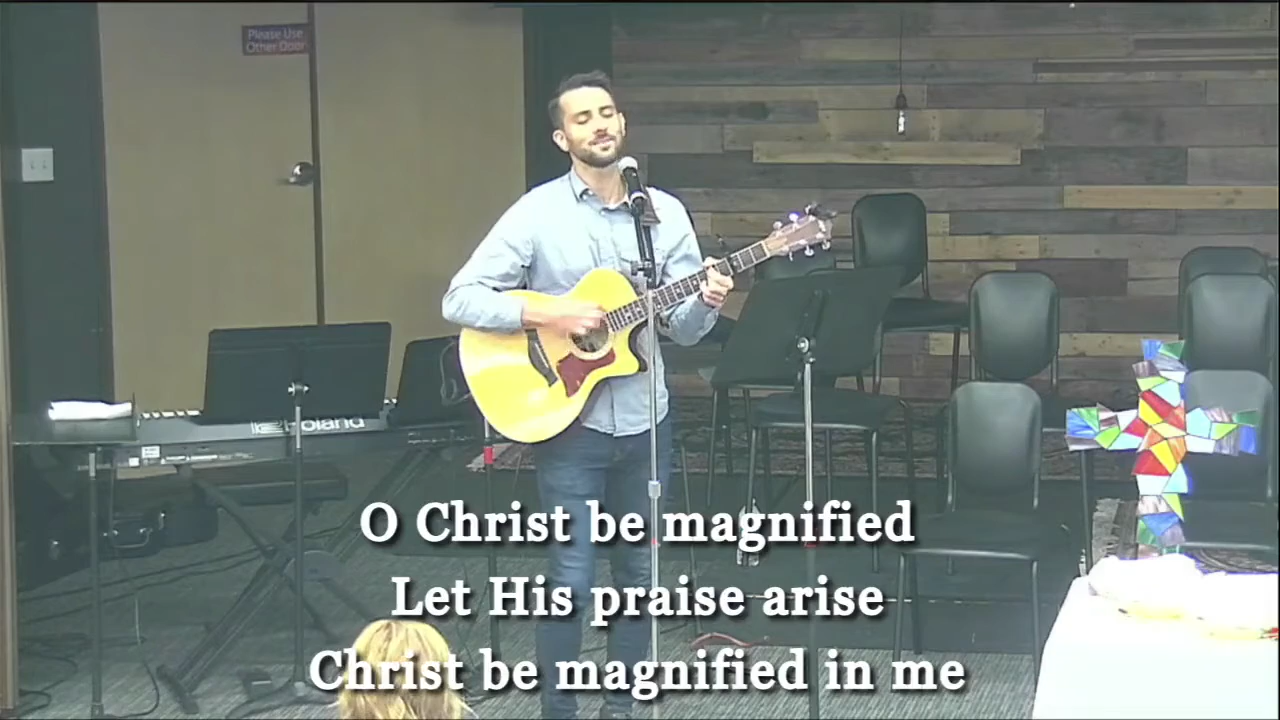 Please Use
Other Door
Roland
O Christ be magnified
Let His praise arise
Christ be magnified in me